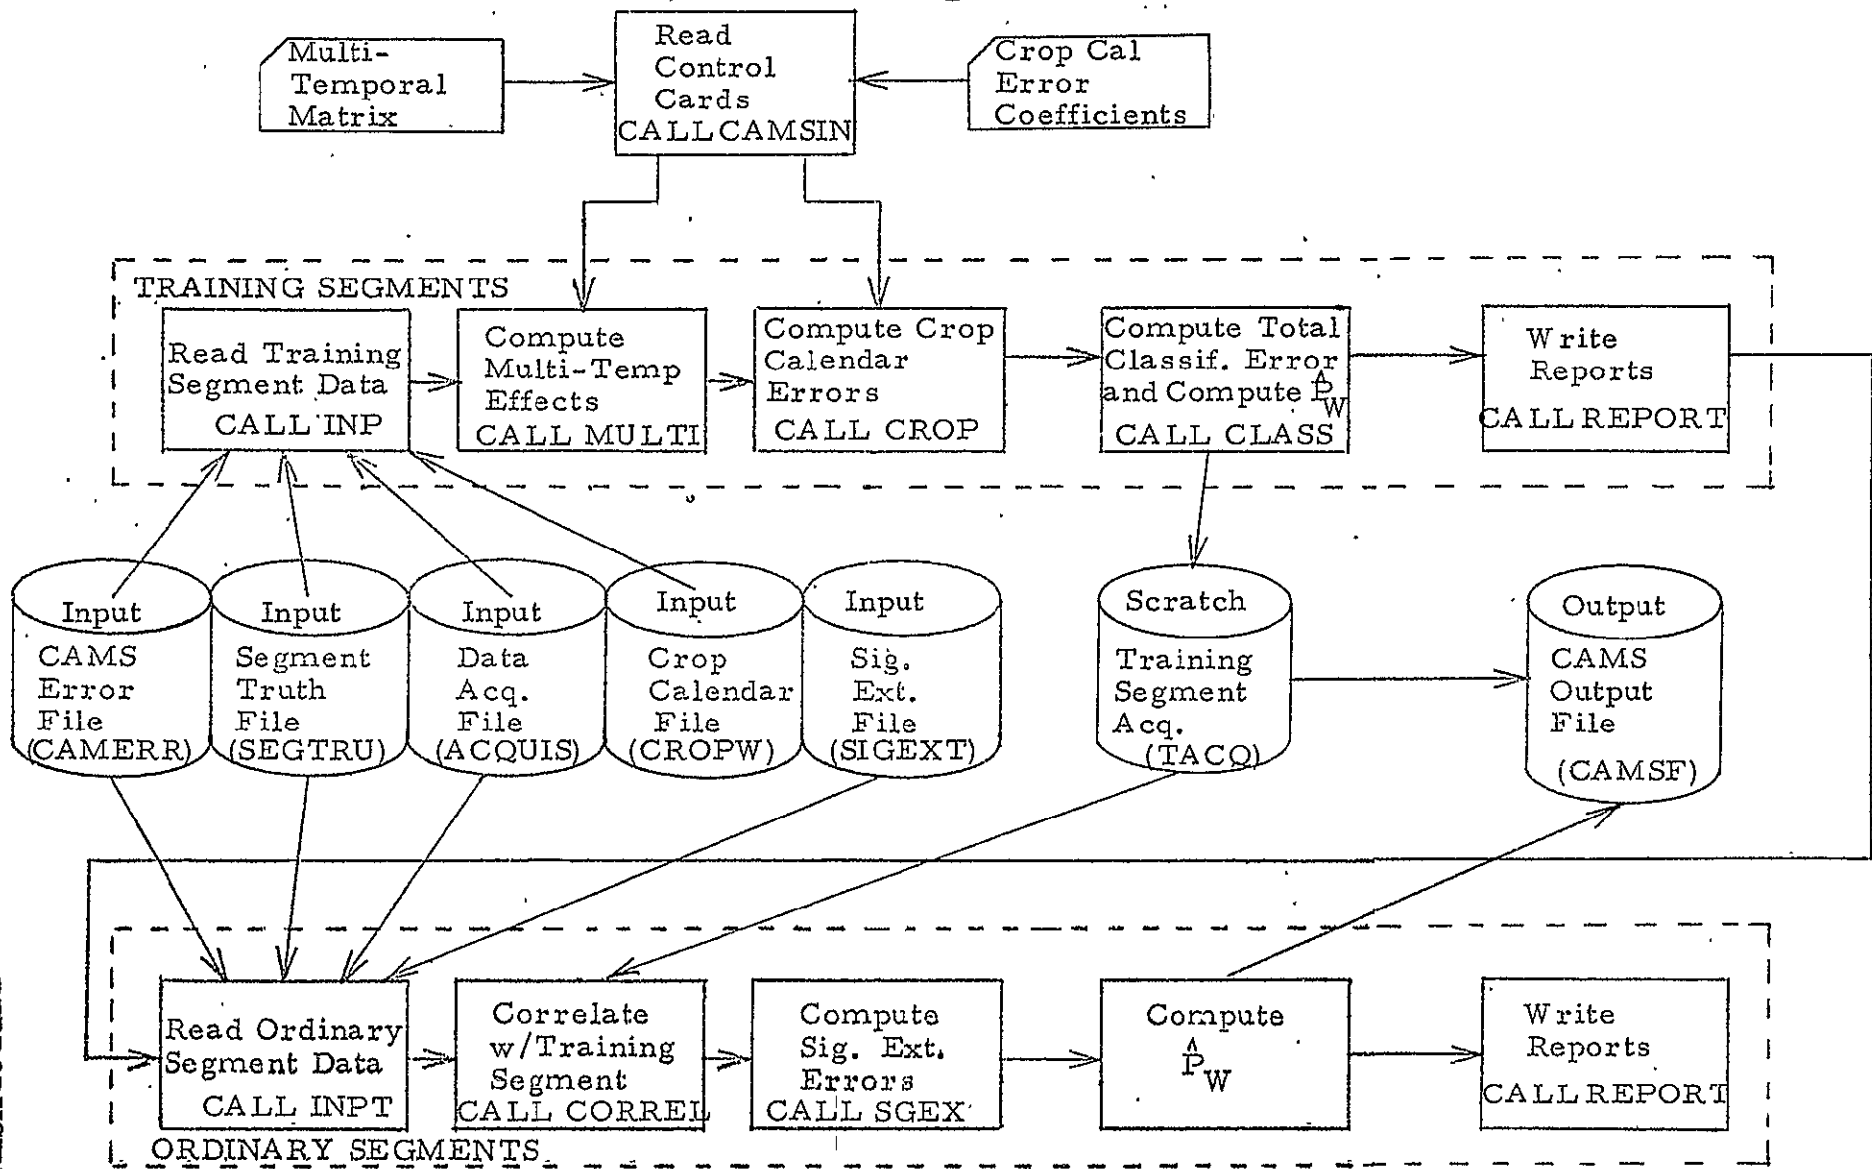 Multi-
Temporal
Matrix
Read
Control
Cards
CALL CAMSIN
Crop Cal
Error
Coefficients
TRAINING SEGMENTS
Read Training
Segment Data
CALL INP
Compute
Multi-Temp
Effects
CALL MULTI
Compute Crop
Calendar
Errors
CALL CROP
Compute Total
Classif. Error
and Compute P̂W
CALL CLASS
Write
Reports
CALL REPORT
Input
CAMS
Error
File
(CAMERR)
Input
Segment
Truth
File
(SEGTRU)
Input
Data
Acq.
File
(ACQUIS)
Input
Crop
Calendar
File
(CROPW)
Input
Sig.
Ext.
File
(SIGEXT)
Scratch
Training
Segment
Acq.
(TACQ)
Output
CAMS
Output
File
(CAMSF)
Read Ordinary
Segment Data
CALL INPT
Correlate
w/Training
Segment
CALL CORREL
Compute
Sig. Ext.
Errors
CALL SGEX
Compute
P̂W
Write
Reports
CALL REPORT
ORDINARY SEGMENTS